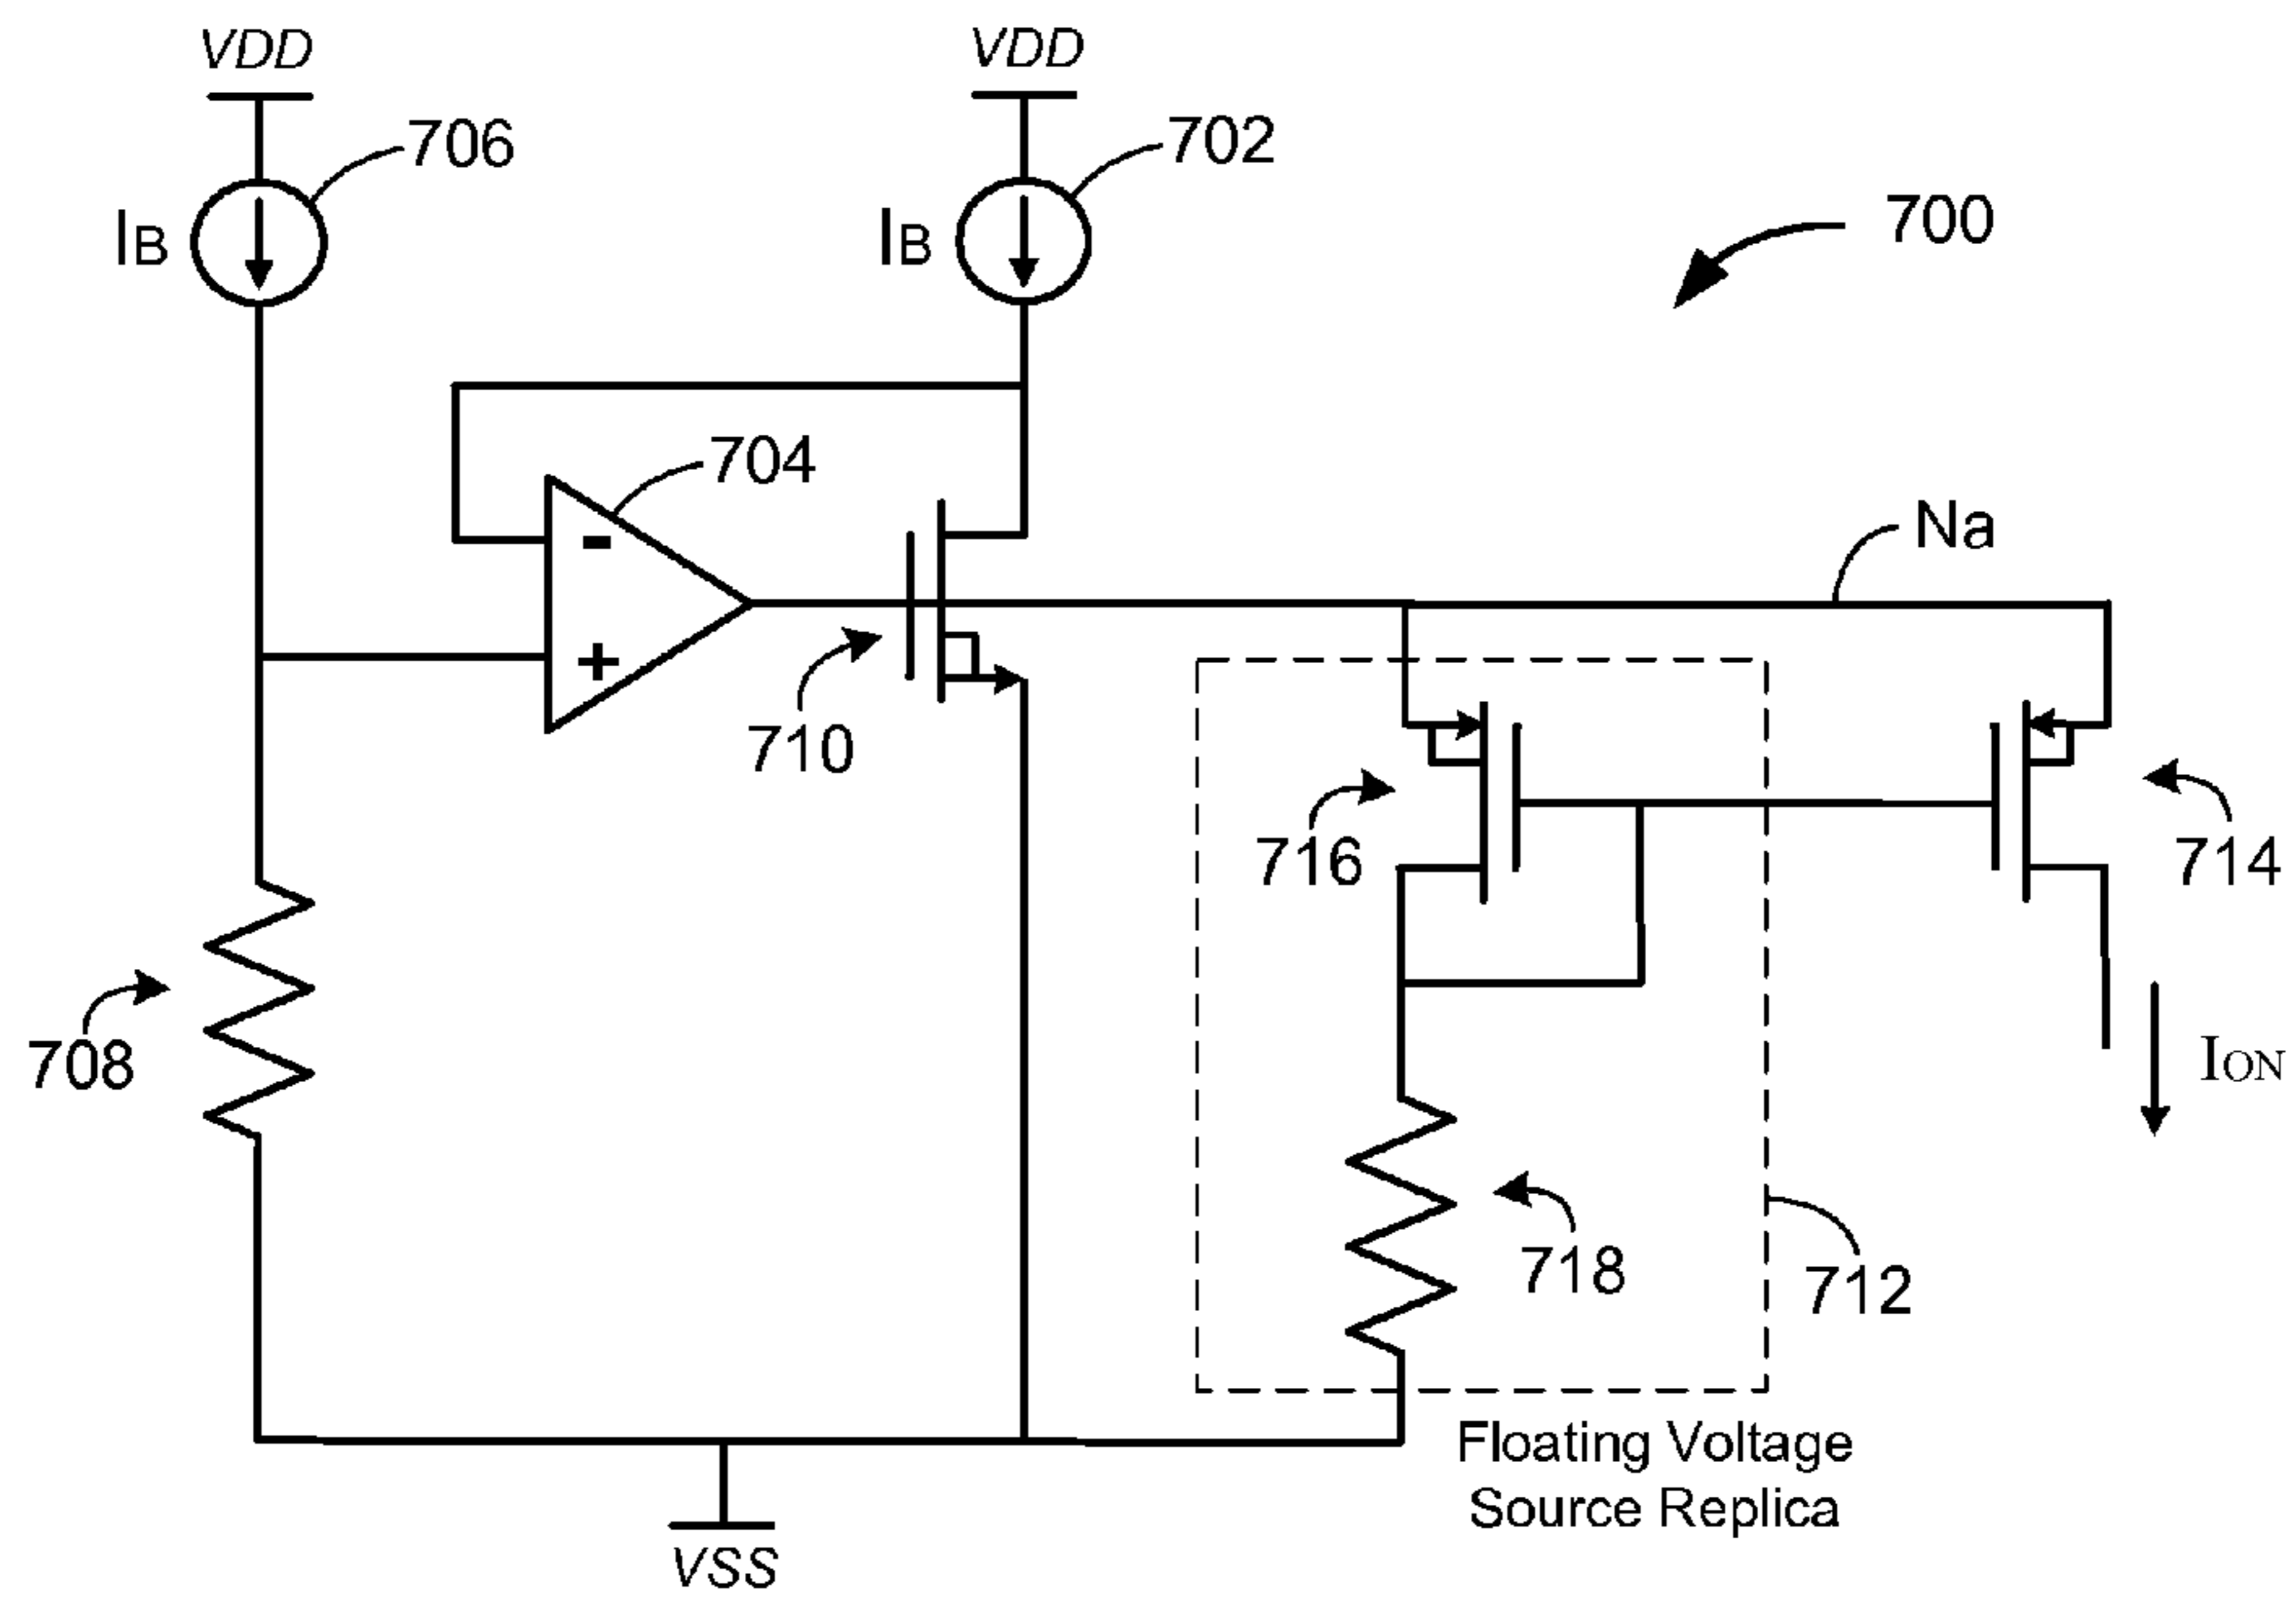 VDD
VDD
706
702
IB
IB
700
704
Na
710
716
714
708
ION
718
712
Floating Voltage
Source Replica
VSS
-
+